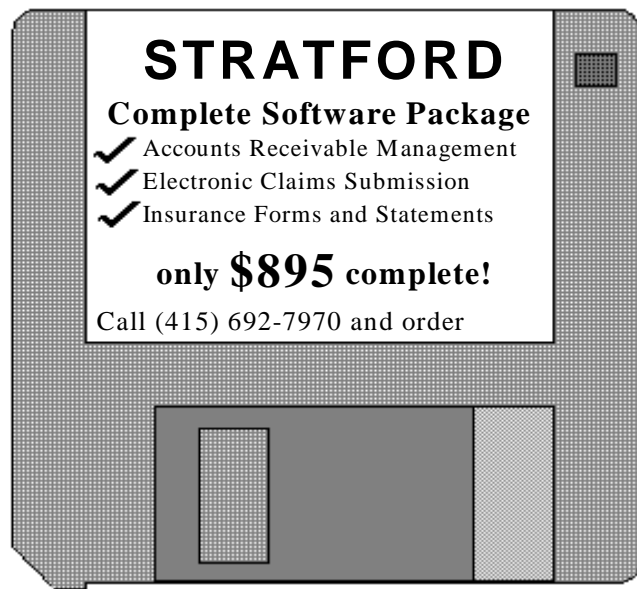 STRATFORD
Complete Software Package
Accounts Receivable Management
Electronic Claims Submission
Insurance Forms and Statements
only $895 complete!
Call (415) 692-7970 and order